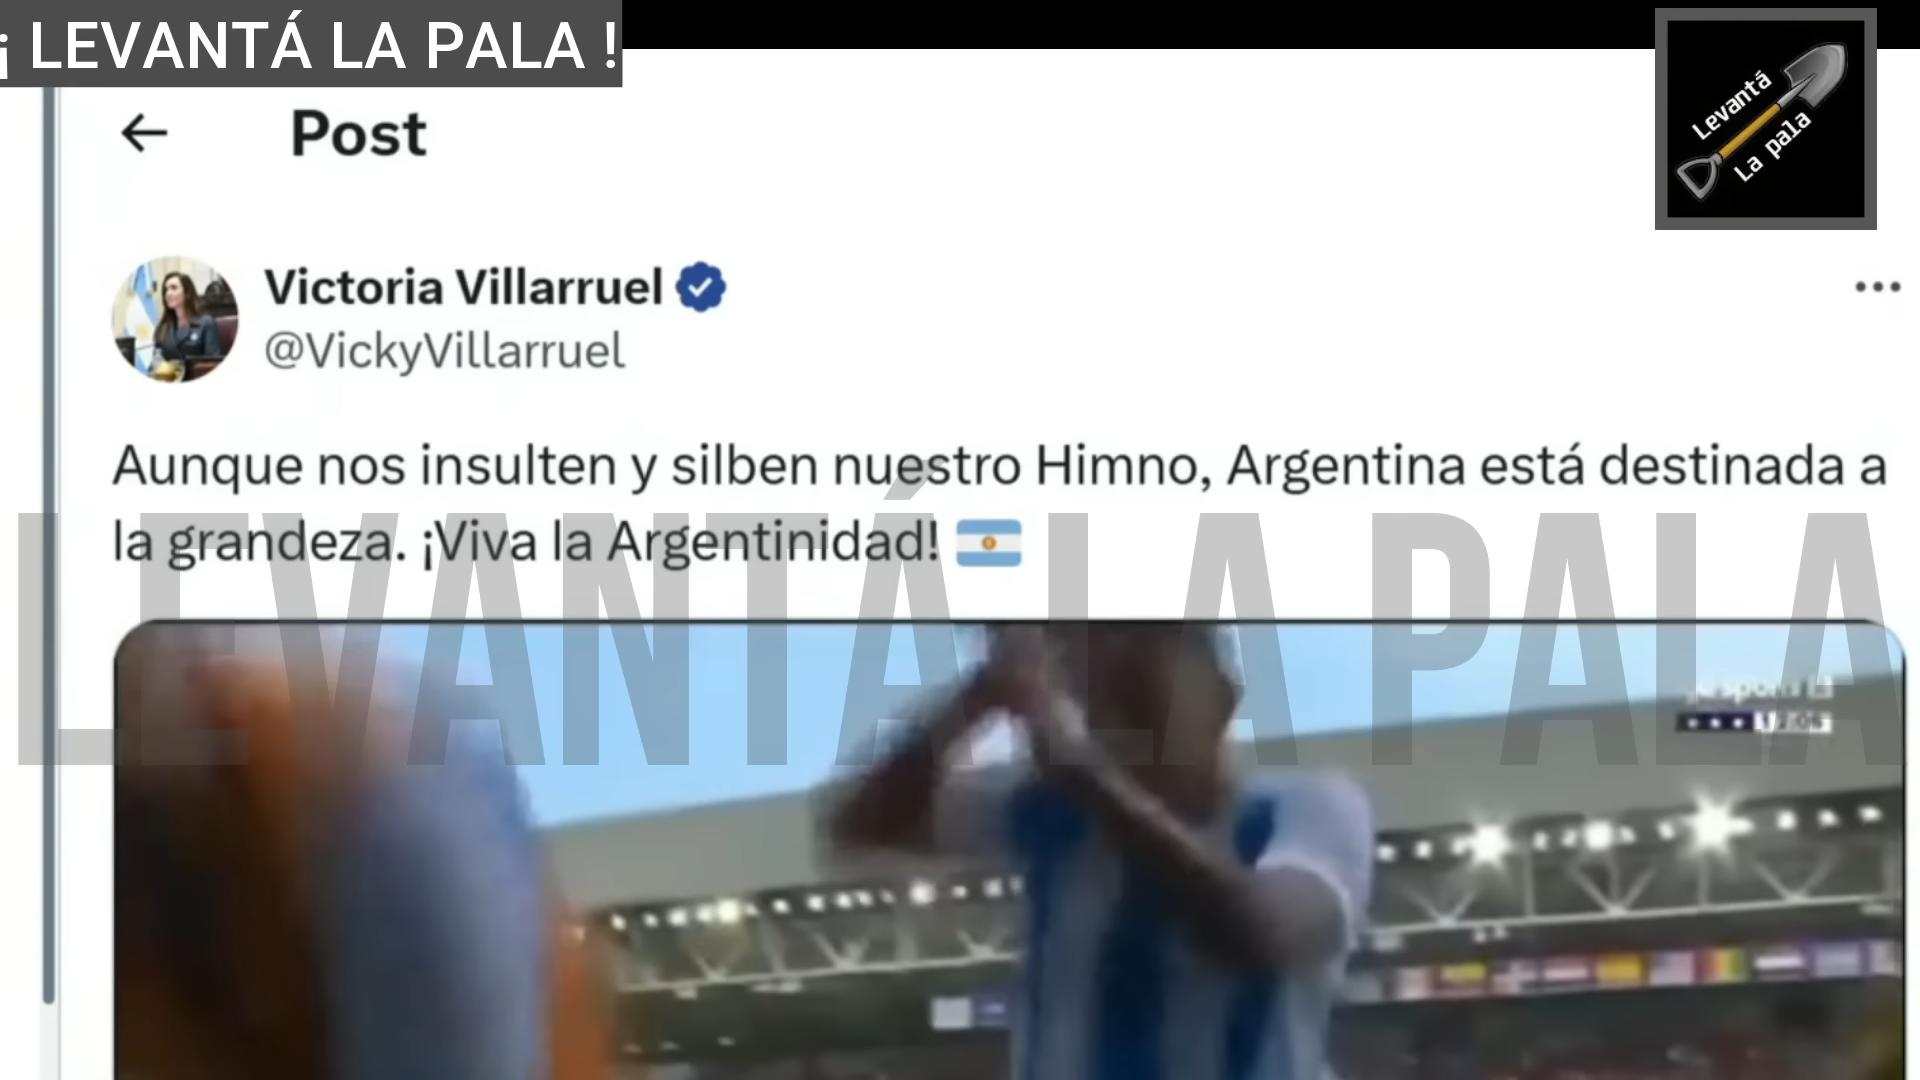 ¡ LEVANTÁ LA PALA !
Levantá
La pala
Post
Victoria Villarruel
@VickyVillarruel
Aunque nos insulten y silben nuestro Himno, Argentina está destinada a
la grandeza. ¡Viva la Argentinidad!
LEVANTÁ LA PALA